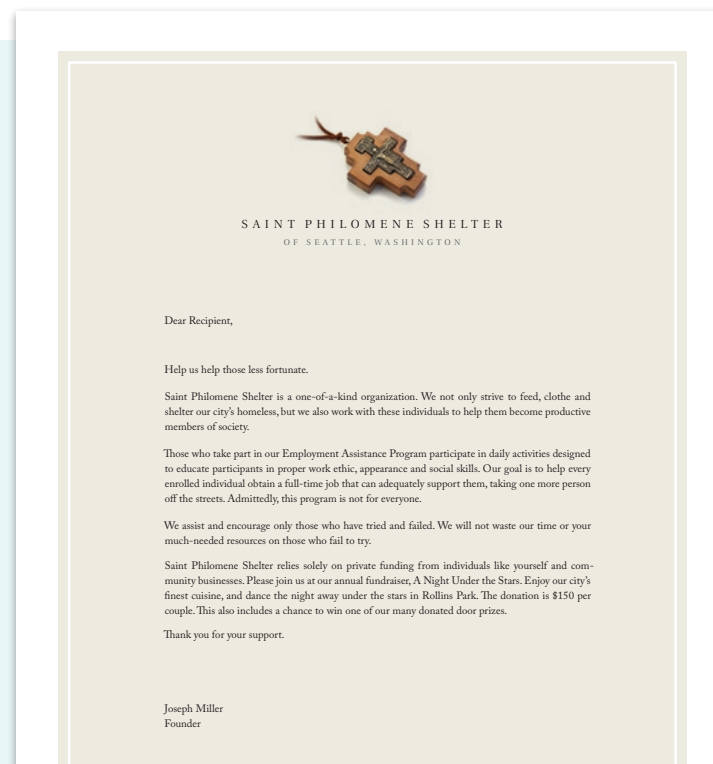 SAINT PHILOMENE SHELTER
OF SEATTLE, WASHINGTON
Dear Recipient,
Help us help those less fortunate.
Saint Philomene Shelter is a one-of-a-kind organization. We not only strive to feed, clothe and
shelter our city's homeless, but we also work with these individuals to help them become productive
members of society.
Those who take part in our Employment Assistance Program participate in daily activities designed
to educate participants in proper work ethic, appearance and social skills. Our goal is to help every
enrolled individual obtain a full-time job that can adequately support them, taking one more person
off the streets. Admittedly, this program is not for everyone.
We assist and encourage only those who have tried and failed. We will not waste our time or your
much-needed resources on those who fail to try.
Saint Philomene Shelter relies solely on private funding from individuals like yourself and com-
munity businesses. Please join us at our annual fundraiser, A Night Under the Stars. Enjoy our city's
finest cuisine, and dance the night away under the stars in Rollins Park. The donation is $150 per
couple. This also includes a chance to win one of our many donated door prizes.
Thank you for your support.
Joseph Miller
Founder